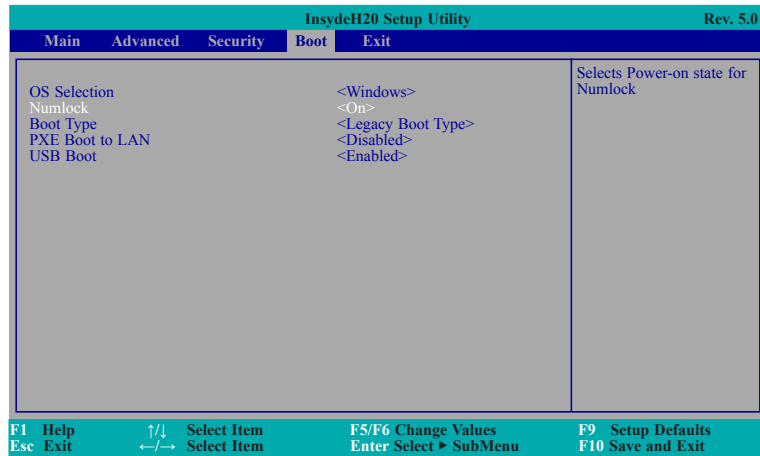 InsydeH20 Setup Utility Rev. 5.0
Main Advanced Security Boot Exit
OS Selection <Windows>
Numlock <On>
Boot Type <Legacy Boot Type>
PXE Boot to LAN <Disabled>
USB Boot <Enabled>
Selects Power-on state for
Numlock
F1 Help ↑/↓ Select Item F5/F6 Change Values F9 Setup Defaults
Esc Exit ←/→ Select Item Enter Select ► SubMenu F10 Save and Exit